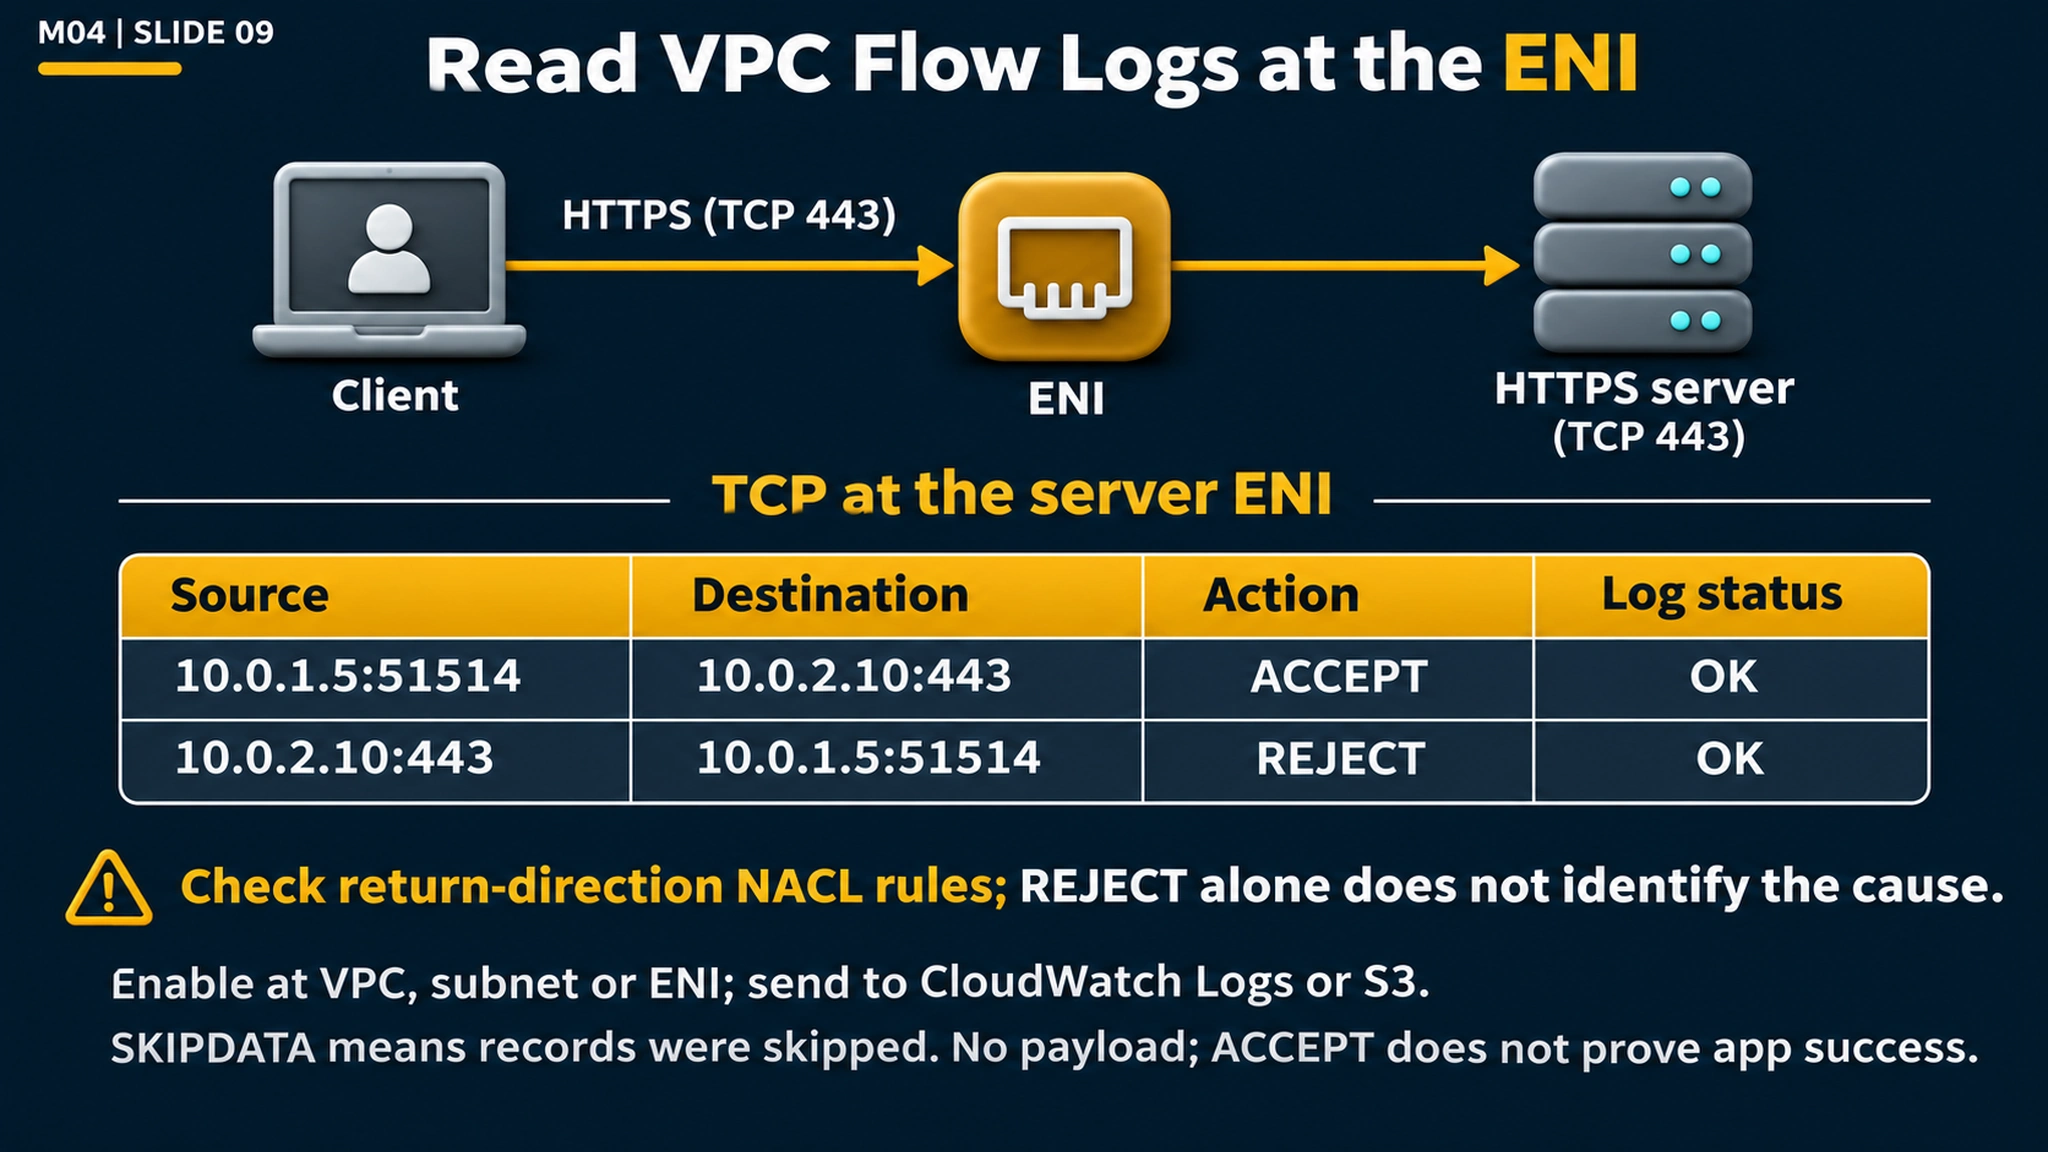 M04 | SLIDE 09
Read VPC Flow Logs at the ENI
HTTPS (TCP 443)
Client
ENI
HTTPS server
(TCP 443)
TCP at the server ENI
Source Destination Action Log status
10.0.1.5:51514 10.0.2.10:443 ACCEPT OK
10.0.2.10:443 10.0.1.5:51514 REJECT OK
Check return-direction NACL rules; REJECT alone does not identify the cause.
Enable at VPC, subnet or ENI; send to CloudWatch Logs or S3.
SKIPDATA means records were skipped. No payload; ACCEPT does not prove app success.